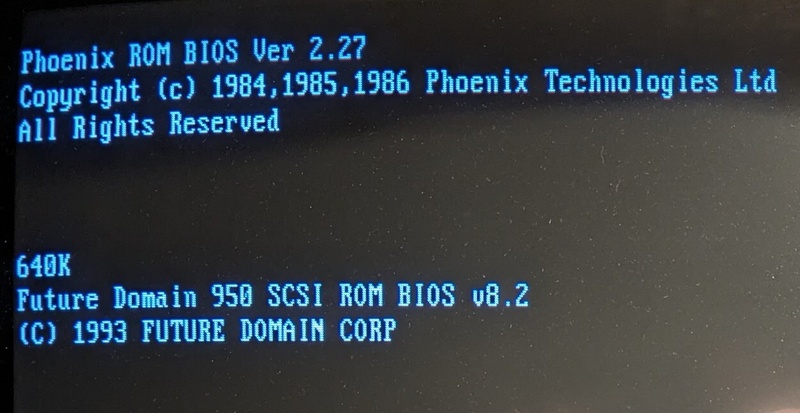 Phoenix ROM BIOS Ver 2.27
Copyright (c) 1984,1985,1986 Phoenix Technologies Ltd
All Rights Reserved
640K
Future Domain 950 SCSI ROM BIOS v8.2
(C) 1993 FUTURE DOMAIN CORP